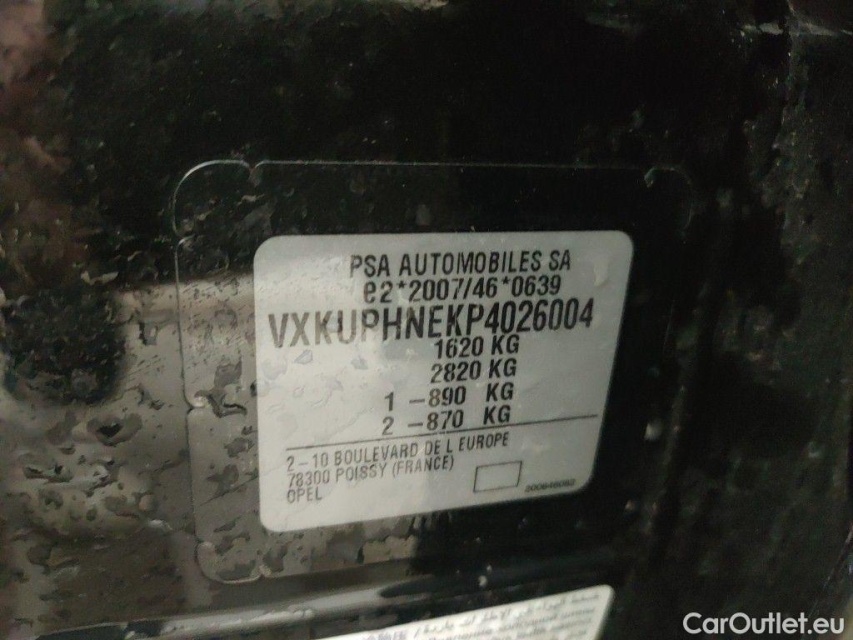 PSA AUTOMOBILES SA
e2*2007/46*0639
VXKUPHNEKP4026004
1620 KG
2820 KG
1 -890 KG
2 -870 KG
2-10 BOULEVARD DE L EUROPE
78300 POISSY (FRANCE)
OPEL
CarOutlet.eu